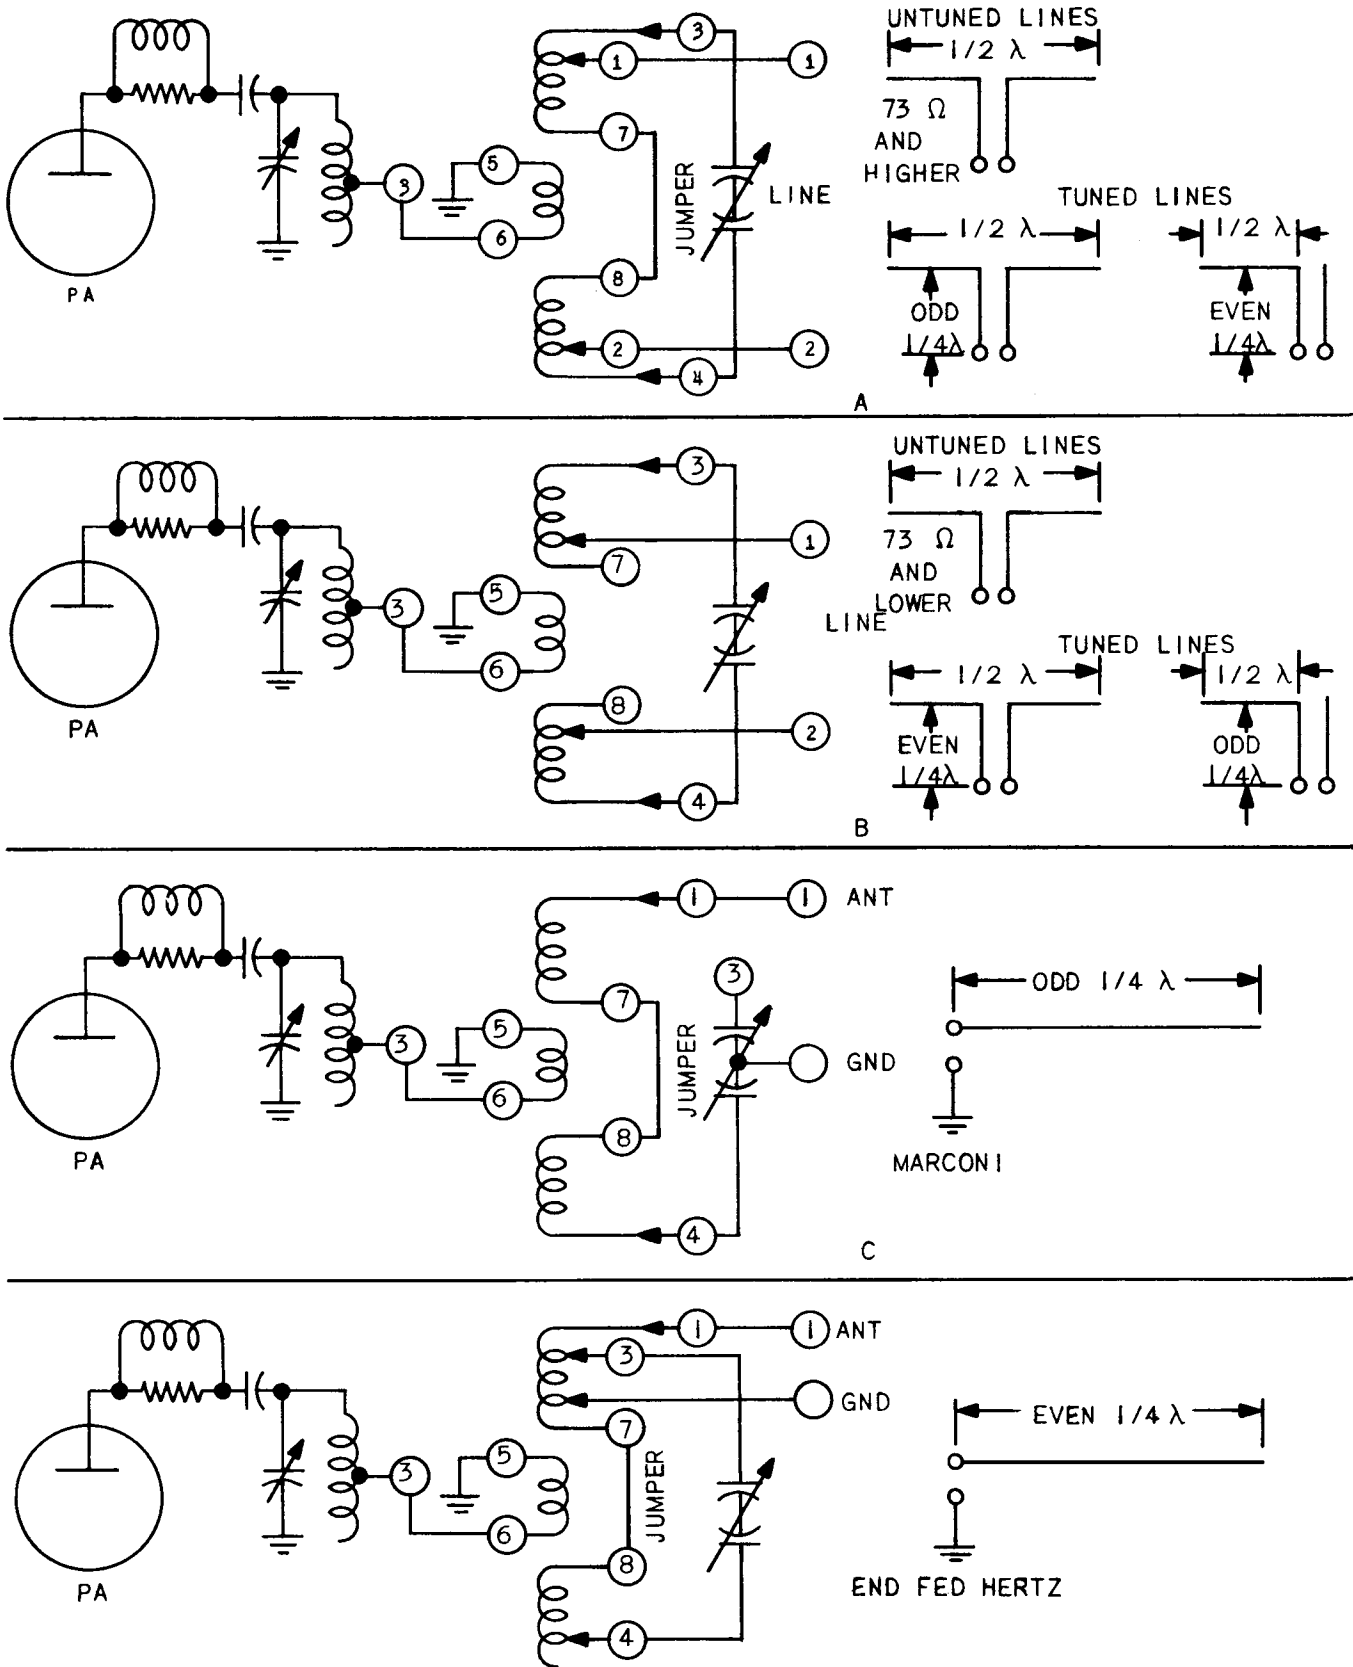 UNTUNED LINES
1/2 λ
3
1
1
73 Ω
AND
HIGHER
7
5
3
6
JUMPER
LINE
TUNED LINES
1/2 λ
1/2 λ
8
ODD
1/4λ
EVEN
1/4λ
2
2
4
PA
A
UNTUNED LINES
1/2 λ
3
1
73 Ω
AND
LOWER
7
5
3
6
LINE
TUNED LINES
1/2 λ
1/2 λ
8
2
EVEN
1/4λ
ODD
1/4λ
4
PA
B
1
1 ANT
3
7
ODD 1/4 λ
5
3
6
JUMPER
GND
8
MARCONI
4
PA
C
1
1 ANT
3
GND
7
EVEN 1/4 λ
5
3
6
JUMPER
8
END FED HERTZ
4
PA